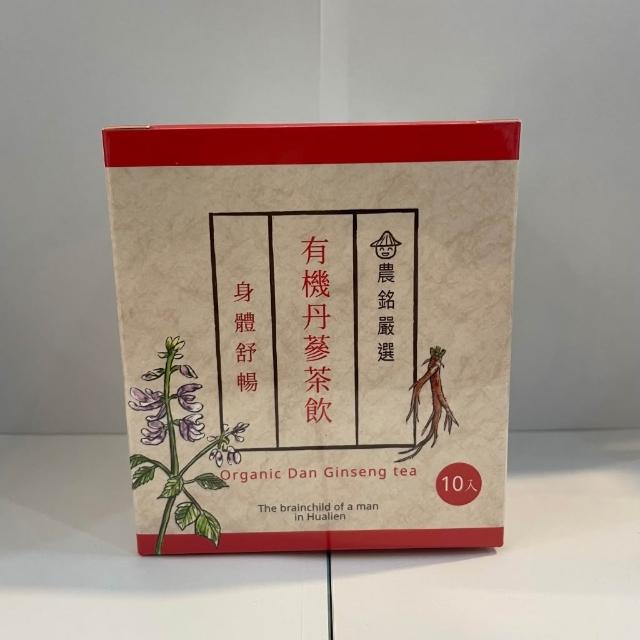 農銘嚴選
有機丹蔘茶飲
身體舒暢
Organic Dan Ginseng tea
10入
The brainchild of a man
in Hualien